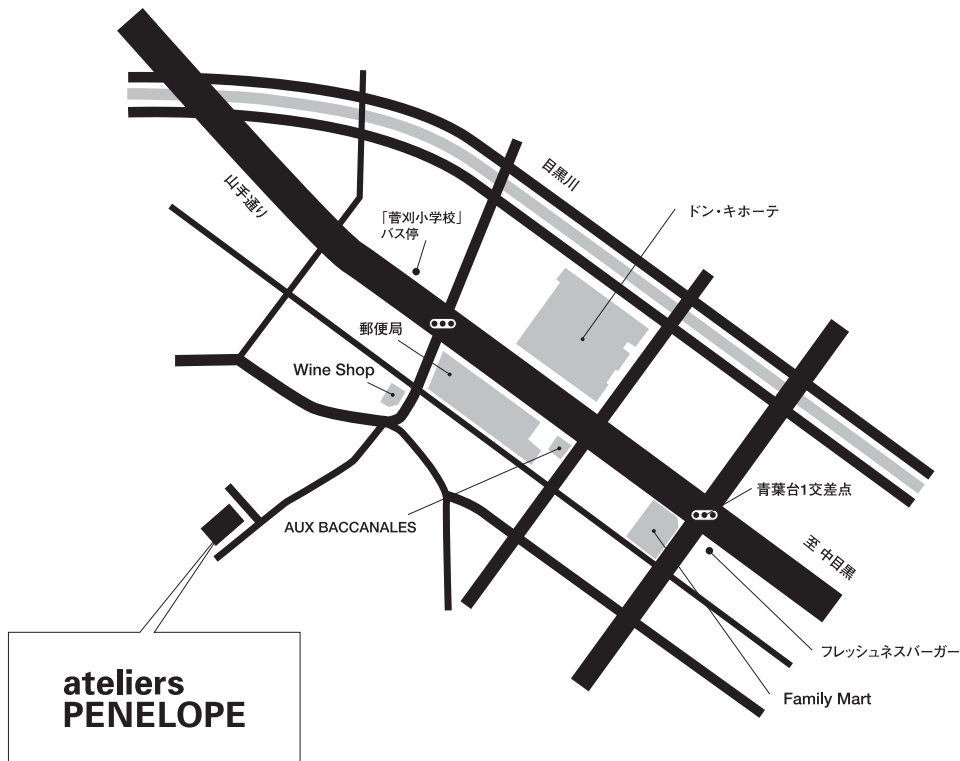 目黒川
山手通り
ドン・キホーテ
「菅刈小学校」
バス停
郵便局
Wine Shop
青葉台1交差点
AUX BACCANALES
至 中目黒
フレッシュネスバーガー
Family Mart
ateliers
PENELOPE